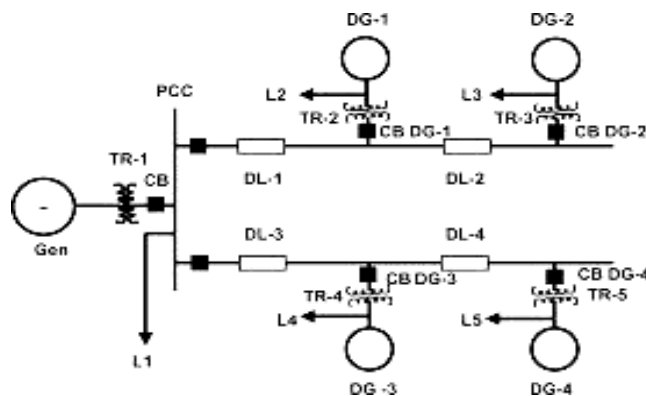 DG-1
DG-2
PCC
L2
L3
TR-2
CB DG-1
TR-3
CB DG-2
TR-1
CB
DL-1
DL-2
-
Gen
DL-3
DL-4
CB DG-3
CB DG-4
TR-4
TR-5
L4
L5
L1
DG -3
DG-4